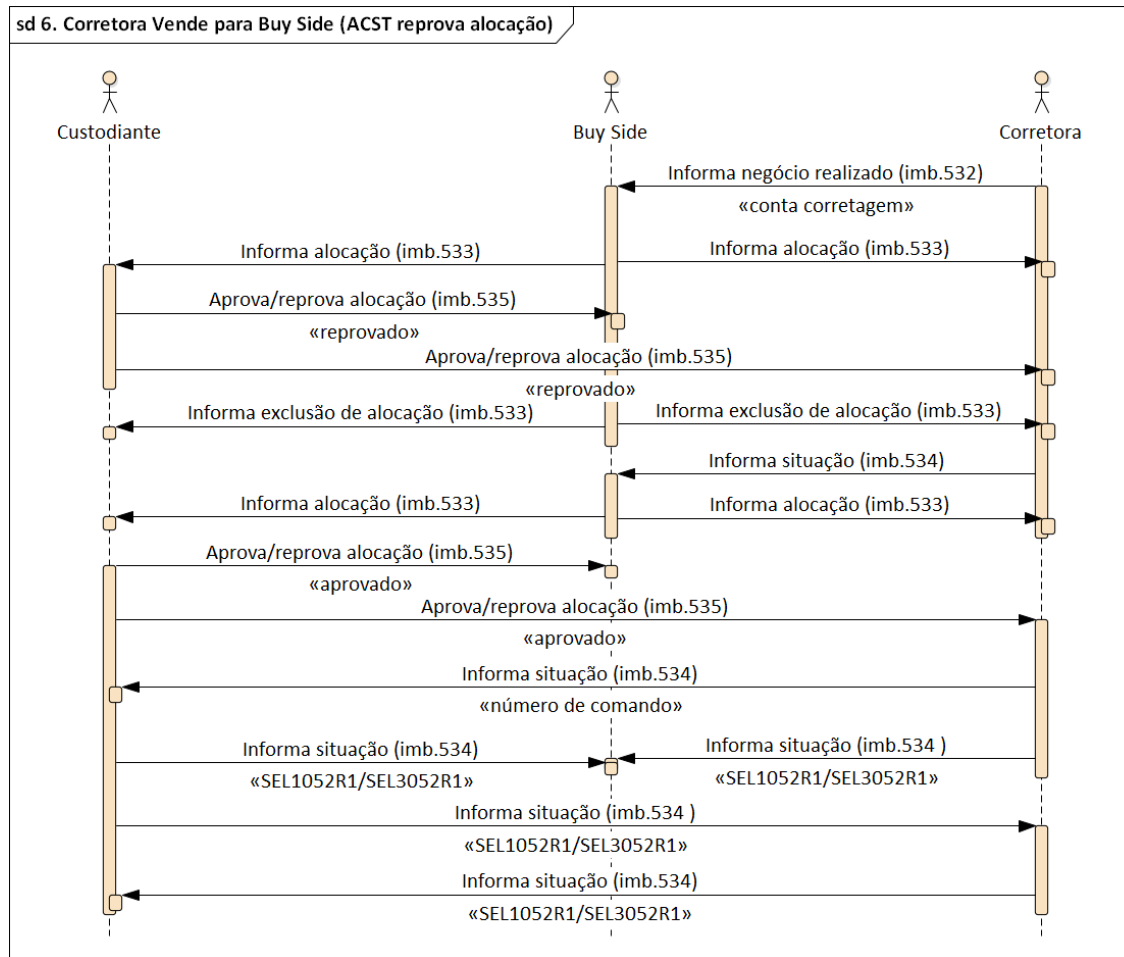 sd 6. Corretora Vende para Buy Side (ACST reprova alocação)
Custodiante
Buy Side
Corretora
Informa negócio realizado (imb.532)
«conta corretagem»
Informa alocação (imb.533)
Informa alocação (imb.533)
Aprova/reprova alocação (imb.535)
«reprovado»
Aprova/reprova alocação (imb.535)
«reprovado»
Informa exclusão de alocação (imb.533)
Informa exclusão de alocação (imb.533)
Informa situação (imb.534)
Informa alocação (imb.533)
Informa alocação (imb.533)
Aprova/reprova alocação (imb.535)
«aprovado»
Aprova/reprova alocação (imb.535)
«aprovado»
Informa situação (imb.534)
«número de comando»
Informa situação (imb.534)
«SEL1052R1/SEL3052R1»
Informa situação (imb.534 )
«SEL1052R1/SEL3052R1»
Informa situação (imb.534 )
«SEL1052R1/SEL3052R1»
Informa situação (imb.534)
«SEL1052R1/SEL3052R1»